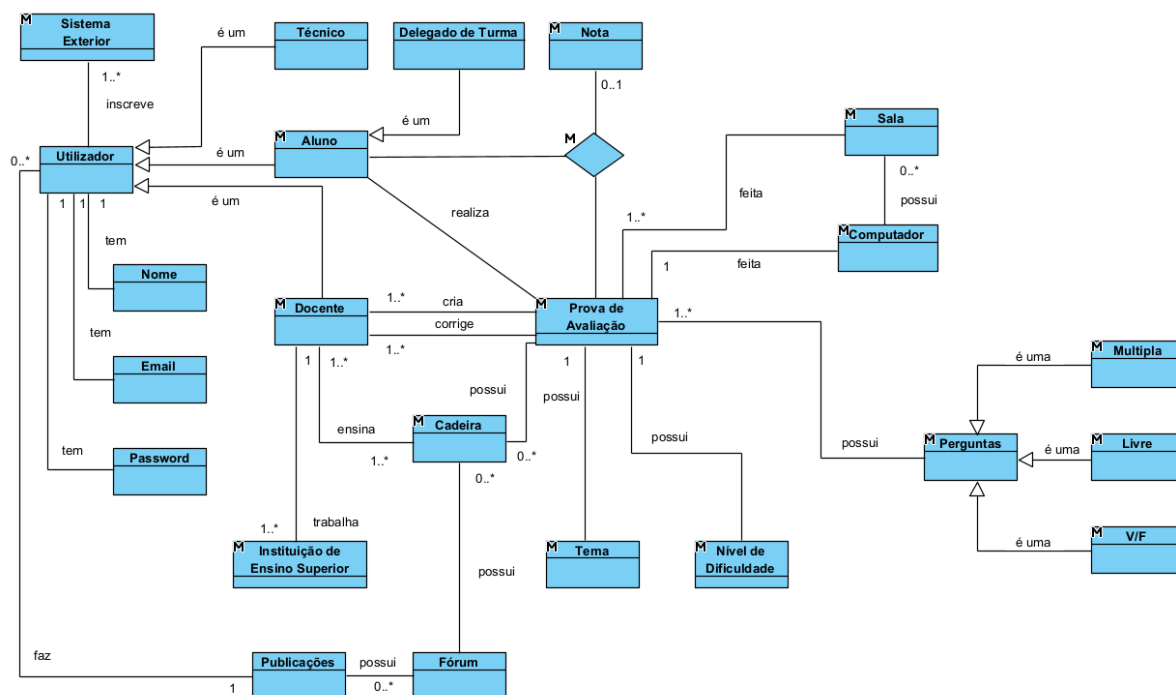 M
Sistema
Exterior
Técnico
Delegado de Turma
M
Nota
é um
1..*
0..1
inscreve
M
Sala
é um
M
Aluno
M
0..*
Utilizador
é um
0..*
feita
possui
é um
realiza
1..*
M
Computador
1
1
1
tem
1
feita
Nome
M
Docente
1..*
cria
M
Prova de
Avaliação
1..*
corrige
1..*
tem
M
Multipla
é uma
1
1..*
1
1
Email
possui
possui
M
Cadeira
ensina
possui
possui
M
Perguntas
é uma
M
Livre
tem
Password
1..*
0..*
0..*
1..*
trabalha
M
V/F
é uma
M
Instituição de
Ensino Superior
M
Tema
M
Nível de
Dificuldade
possui
faz
Publicações
possui
Fórum
1
0..*